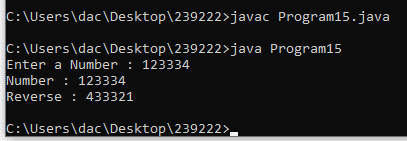 C:\Users\dac\Desktop\239222>javac Program15.java
C:\Users\dac\Desktop\239222>java Program15
Enter a Number : 123334
Number : 123334
Reverse : 433321
C:\Users\dac\Desktop\239222>